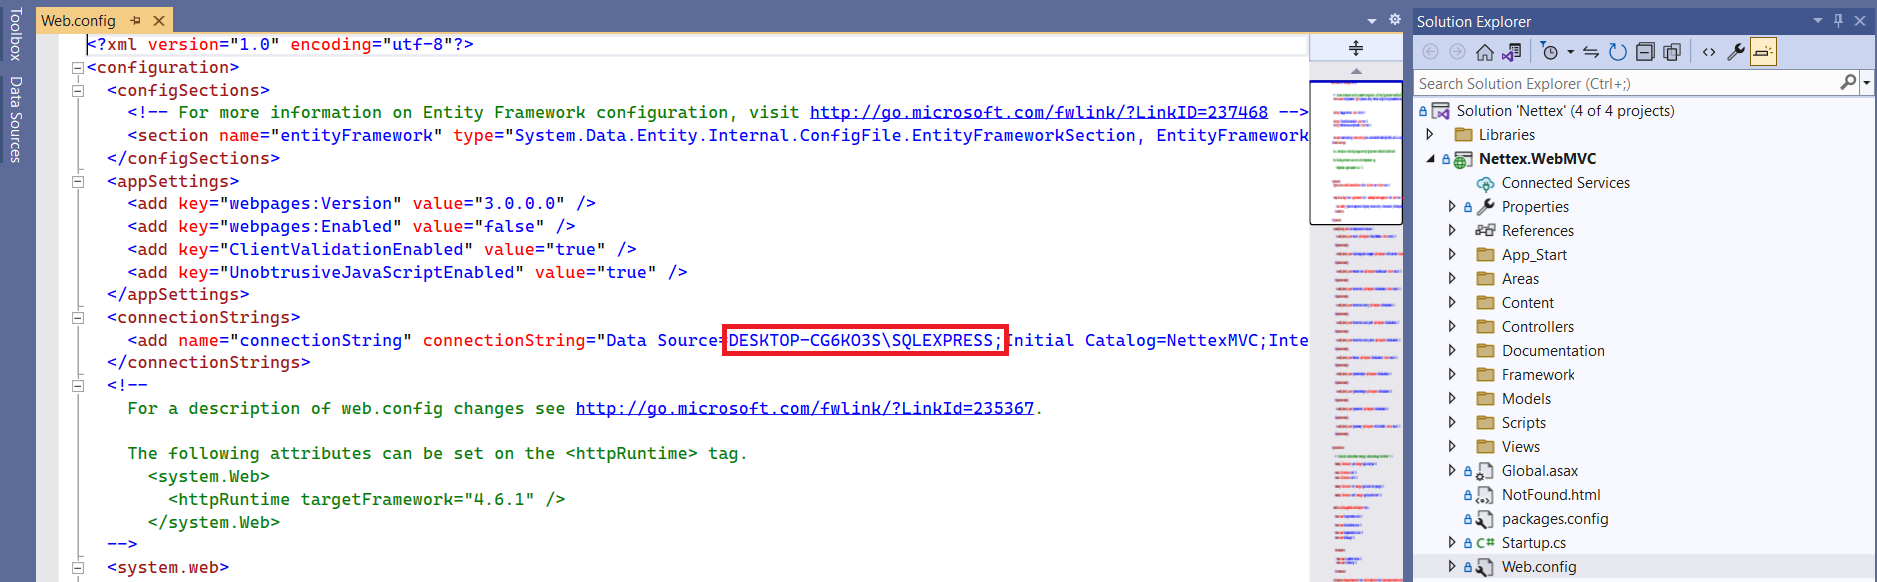 Toolbox
Data Sources
Web.config
<?xml version="1.0" encoding="utf-8"?>
<configuration>
<configSections>
<!-- For more information on Entity Framework configuration, visit http://go.microsoft.com/fwlink/?LinkID=237468 -->
<section name="entityFramework" type="System.Data.Entity.Internal.ConfigFile.EntityFrameworkSection, EntityFramework
</configSections>
<appSettings>
<add key="webpages:Version" value="3.0.0.0" />
<add key="webpages:Enabled" value="false" />
<add key="ClientValidationEnabled" value="true" />
<add key="UnobtrusiveJavaScriptEnabled" value="true" />
</appSettings>
<connectionStrings>
<add name="connectionString" connectionString="Data Source=DESKTOP-CG6KO3S\SQLEXPRESS;Initial Catalog=NettexMVC;Inte
</connectionStrings>
<!--
For a description of web.config changes see http://go.microsoft.com/fwlink/?LinkId=235367.
The following attributes can be set on the <httpRuntime> tag.
<system.Web>
<httpRuntime targetFramework="4.6.1" />
</system.Web>
-->
<system.web>
Solution Explorer
Search Solution Explorer (Ctrl+;)
Solution 'Nettex' (4 of 4 projects)
Libraries
Nettex.WebMVC
Connected Services
Properties
References
App_Start
Areas
Content
Controllers
Documentation
Framework
Models
Scripts
Views
Global.asax
NotFound.html
packages.config
C# Startup.cs
Web.config